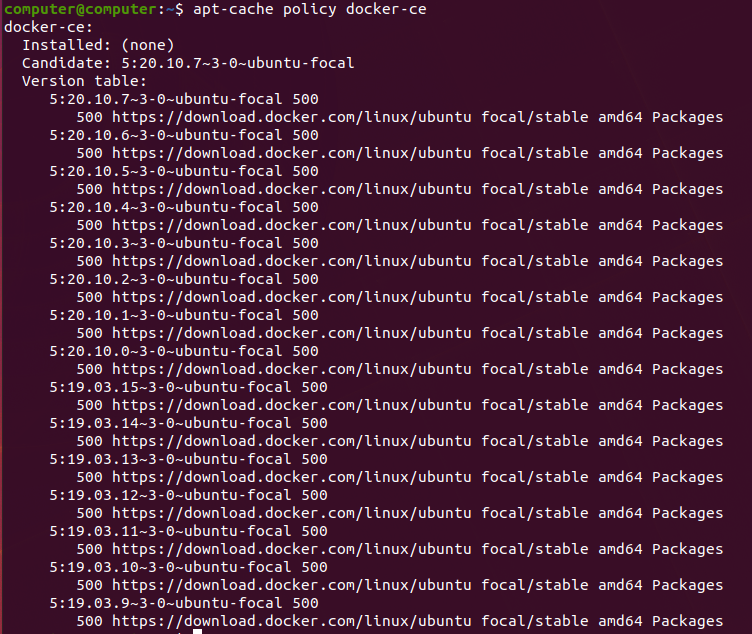 computer@computer:~$ apt-cache policy docker-ce
docker-ce:
  Installed: (none)
  Candidate: 5:20.10.7~3-0~ubuntu-focal
  Version table:
     5:20.10.7~3-0~ubuntu-focal 500
        500 https://download.docker.com/linux/ubuntu focal/stable amd64 Packages
     5:20.10.6~3-0~ubuntu-focal 500
        500 https://download.docker.com/linux/ubuntu focal/stable amd64 Packages
     5:20.10.5~3-0~ubuntu-focal 500
        500 https://download.docker.com/linux/ubuntu focal/stable amd64 Packages
     5:20.10.4~3-0~ubuntu-focal 500
        500 https://download.docker.com/linux/ubuntu focal/stable amd64 Packages
     5:20.10.3~3-0~ubuntu-focal 500
        500 https://download.docker.com/linux/ubuntu focal/stable amd64 Packages
     5:20.10.2~3-0~ubuntu-focal 500
        500 https://download.docker.com/linux/ubuntu focal/stable amd64 Packages
     5:20.10.1~3-0~ubuntu-focal 500
        500 https://download.docker.com/linux/ubuntu focal/stable amd64 Packages
     5:20.10.0~3-0~ubuntu-focal 500
        500 https://download.docker.com/linux/ubuntu focal/stable amd64 Packages
     5:19.03.15~3-0~ubuntu-focal 500
        500 https://download.docker.com/linux/ubuntu focal/stable amd64 Packages
     5:19.03.14~3-0~ubuntu-focal 500
        500 https://download.docker.com/linux/ubuntu focal/stable amd64 Packages
     5:19.03.13~3-0~ubuntu-focal 500
        500 https://download.docker.com/linux/ubuntu focal/stable amd64 Packages
     5:19.03.12~3-0~ubuntu-focal 500
        500 https://download.docker.com/linux/ubuntu focal/stable amd64 Packages
     5:19.03.11~3-0~ubuntu-focal 500
        500 https://download.docker.com/linux/ubuntu focal/stable amd64 Packages
     5:19.03.10~3-0~ubuntu-focal 500
        500 https://download.docker.com/linux/ubuntu focal/stable amd64 Packages
     5:19.03.9~3-0~ubuntu-focal 500
        500 https://download.docker.com/linux/ubuntu focal/stable amd64 Packages